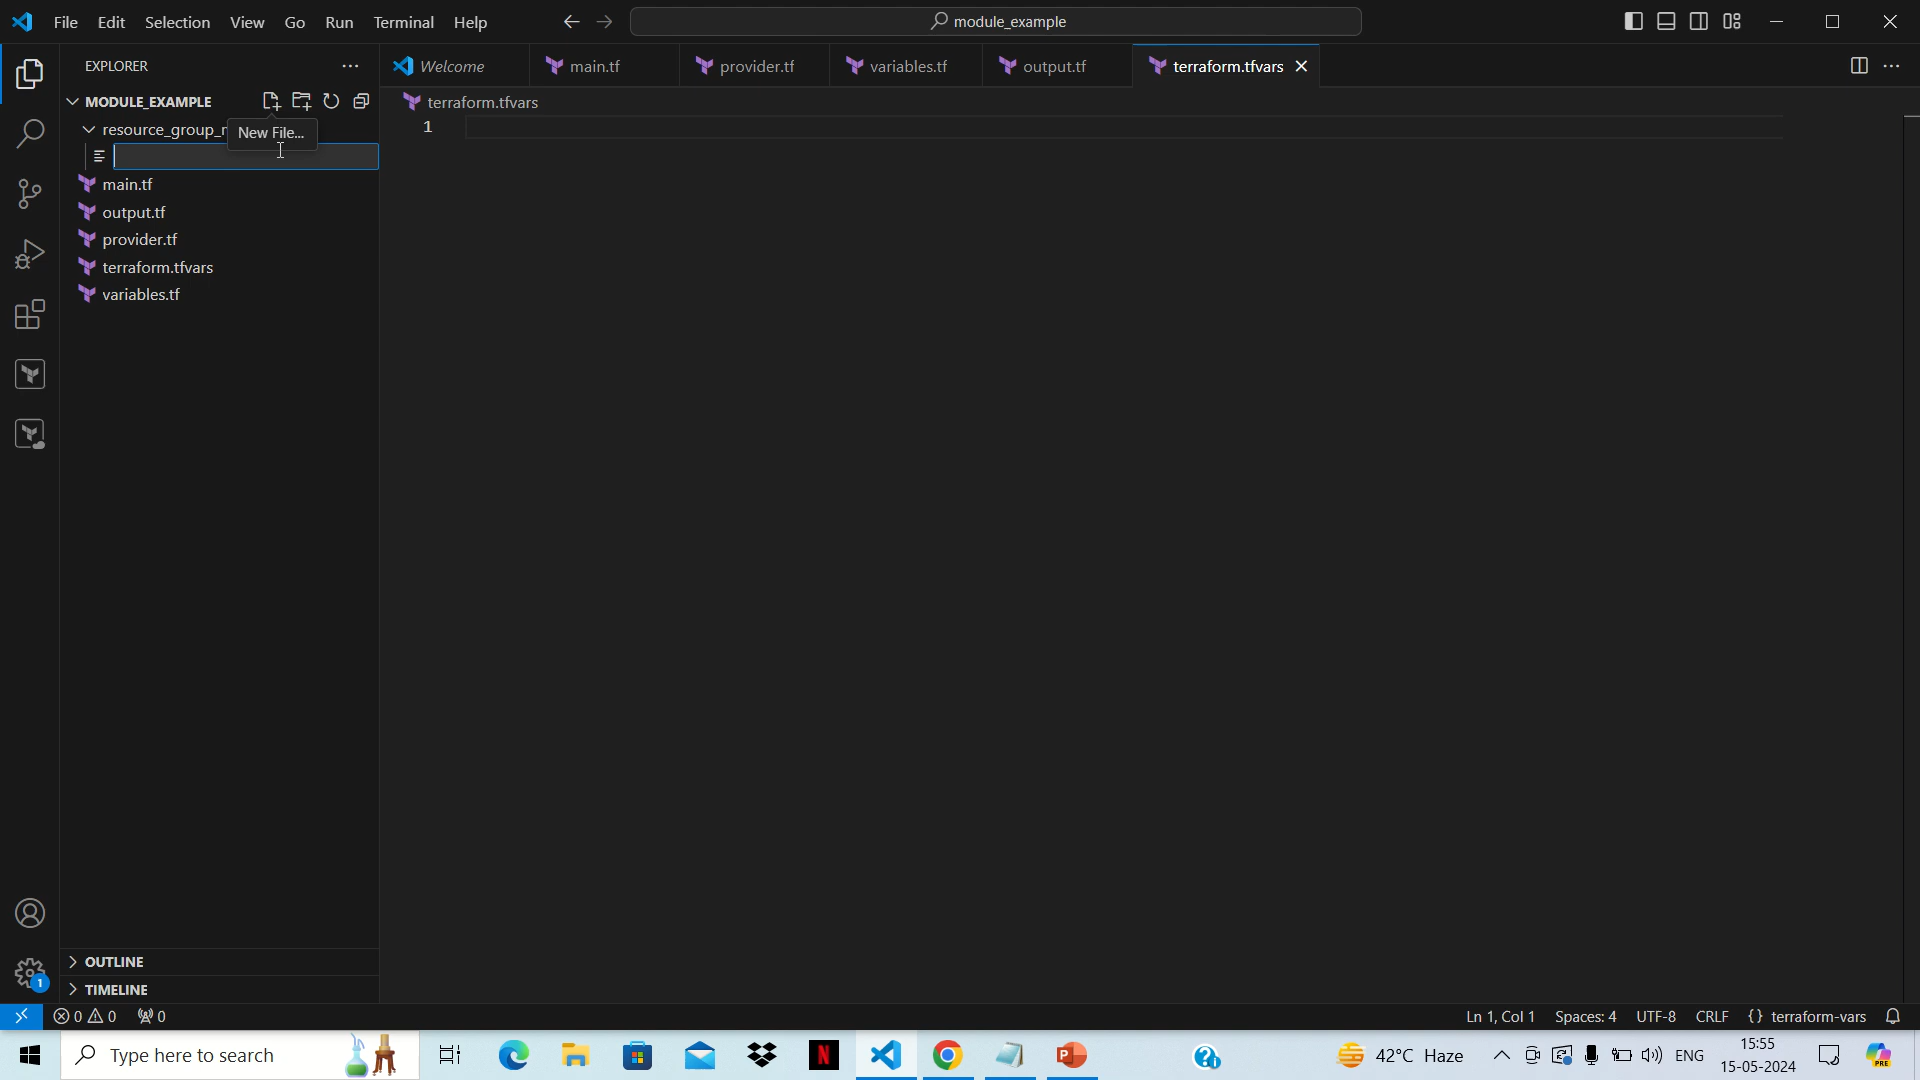 File Edit Selection View Go Run Terminal Help
module_example
EXPLORER
Welcome
main.tf
provider.tf
variables.tf
output.tf
terraform.tfvars
MODULE_EXAMPLE
terraform.tfvars
resource_group_
New File...
1
main.tf
output.tf
provider.tf
terraform.tfvars
variables.tf
OUTLINE
1
TIMELINE
0 0 0
Ln 1, Col 1 Spaces: 4 UTF-8 CRLF {} terraform-vars
Type here to search
42°C Haze
ENG
15:55
15-05-2024
PRE